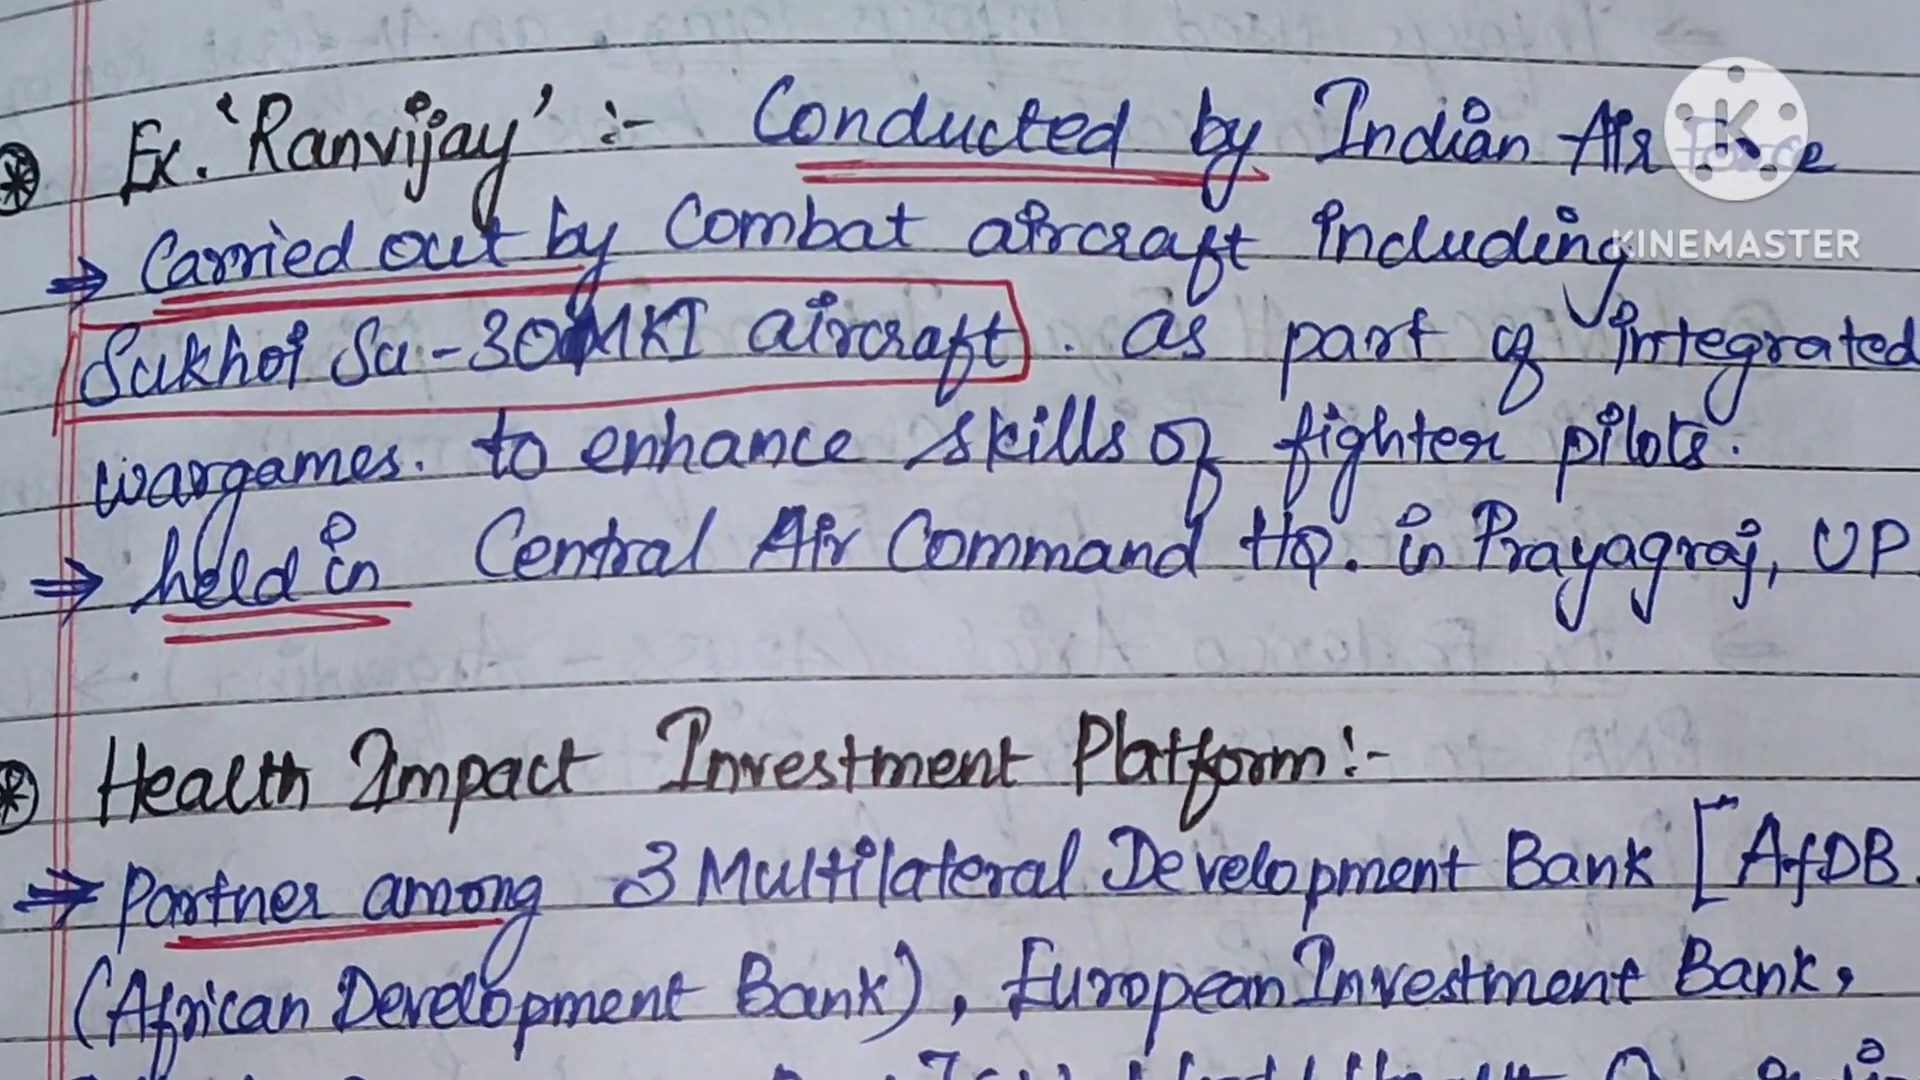 Ex. 'Ranvijay' :- Conducted by Indian Air Force
⇒ Carried out by Combat aircraft including
Sukhoi Su-30 MKI aircraft. as part of integrated
wargames. to enhance skills of fighter pilots.
⇒ held in Central Air Command HQ. in Prayagraj, UP
Health Impact Investment Platform:-
⇒ Partner among 3 Multilateral Development Bank [AfDB
(African Development Bank), European Investment Bank,
KINEMASTER